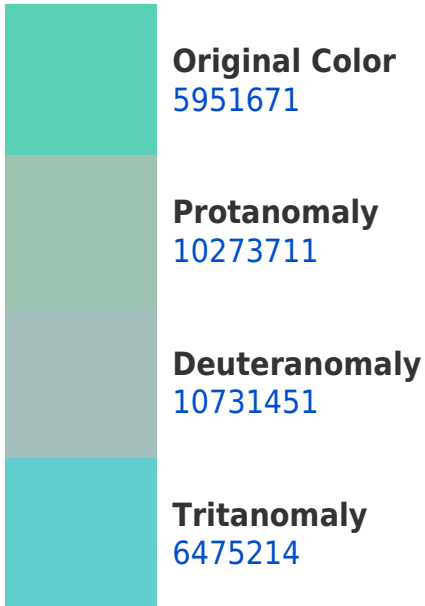 Original Color
5951671
Protanomaly
10273711
Deuteranomaly
10731451
Tritanomaly
6475214